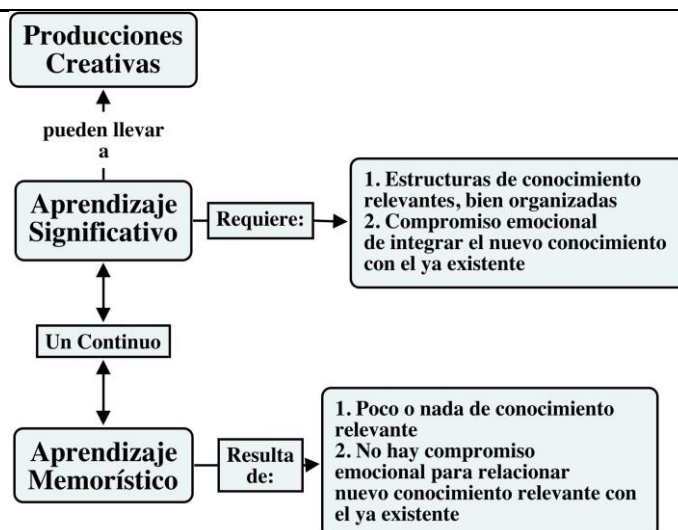 Producciones
Creativas
pueden llevar
a
Aprendizaje
Significativo
Requiere:
1. Estructuras de conocimiento
relevantes, bien organizadas
2. Compromiso emocional
de integrar el nuevo conocimiento
con el ya existente
Un Continuo
Aprendizaje
Memorístico
Resulta
de:
1. Poco o nada de conocimiento
relevante
2. No hay compromiso
emocional para relacionar
nuevo conocimiento relevante con
el ya existente